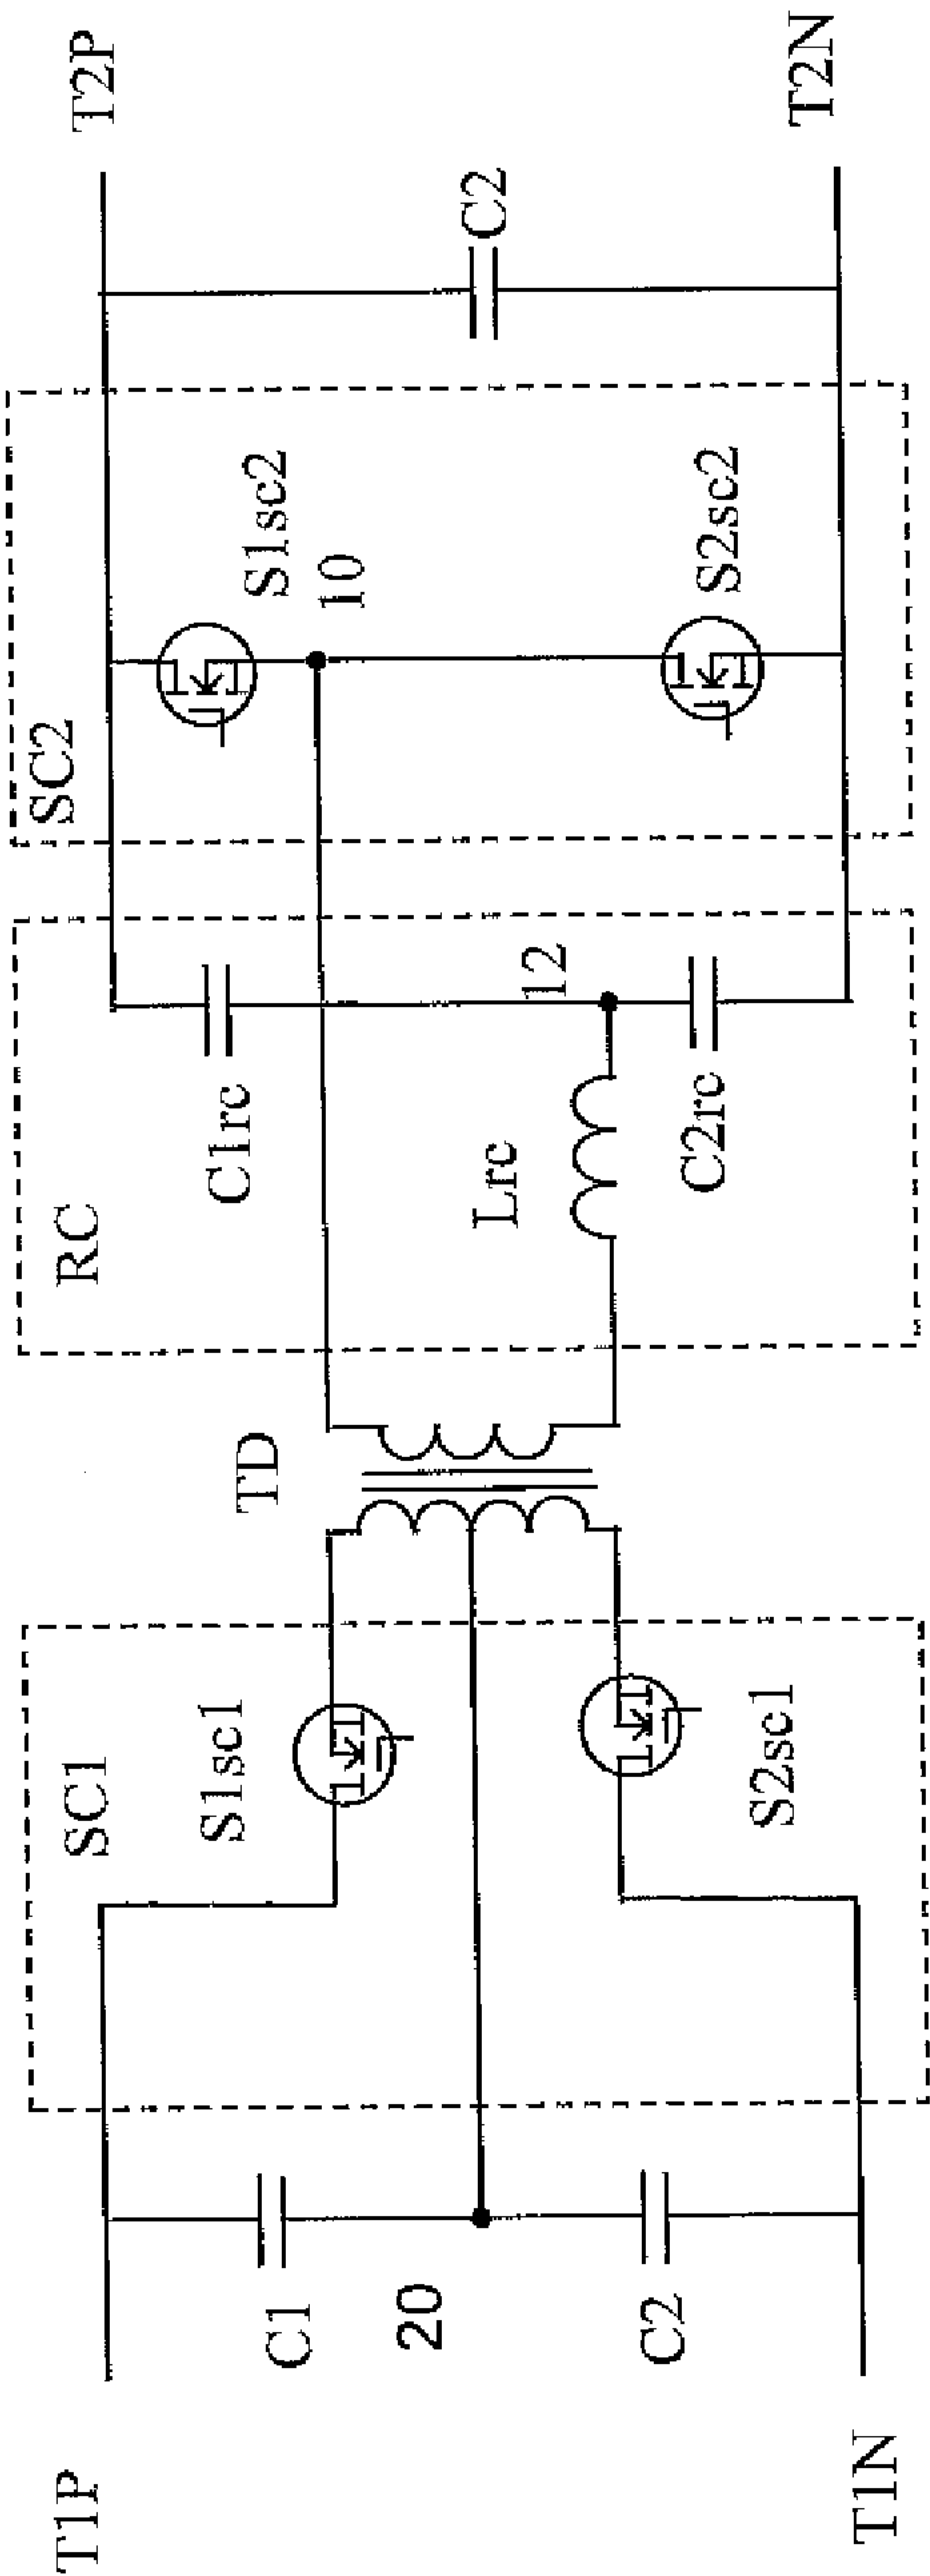 T1P
T1N
C1
20
C2
SC1
S1sc1
S2sc1
TD
RC
C1rc
Lrc
12
C2rc
SC2
S1sc2
10
S2sc2
C2
T2P
T2N